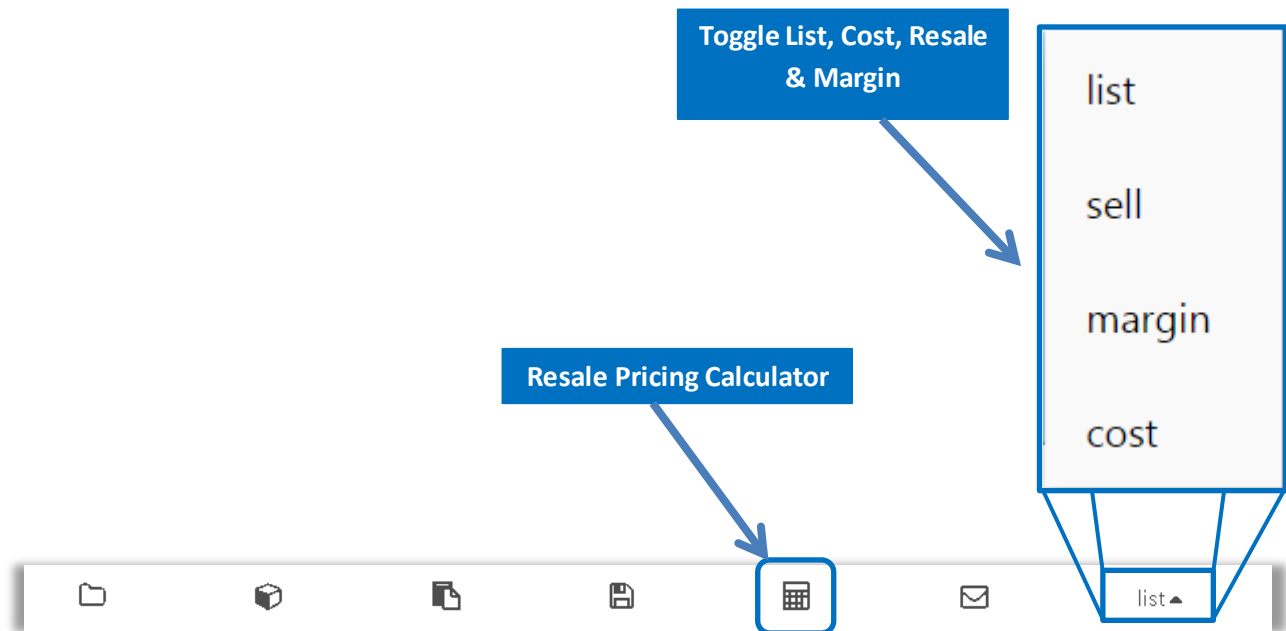 Toggle List, Cost, Resale
& Margin
list
sell
margin
cost
Resale Pricing Calculator
list